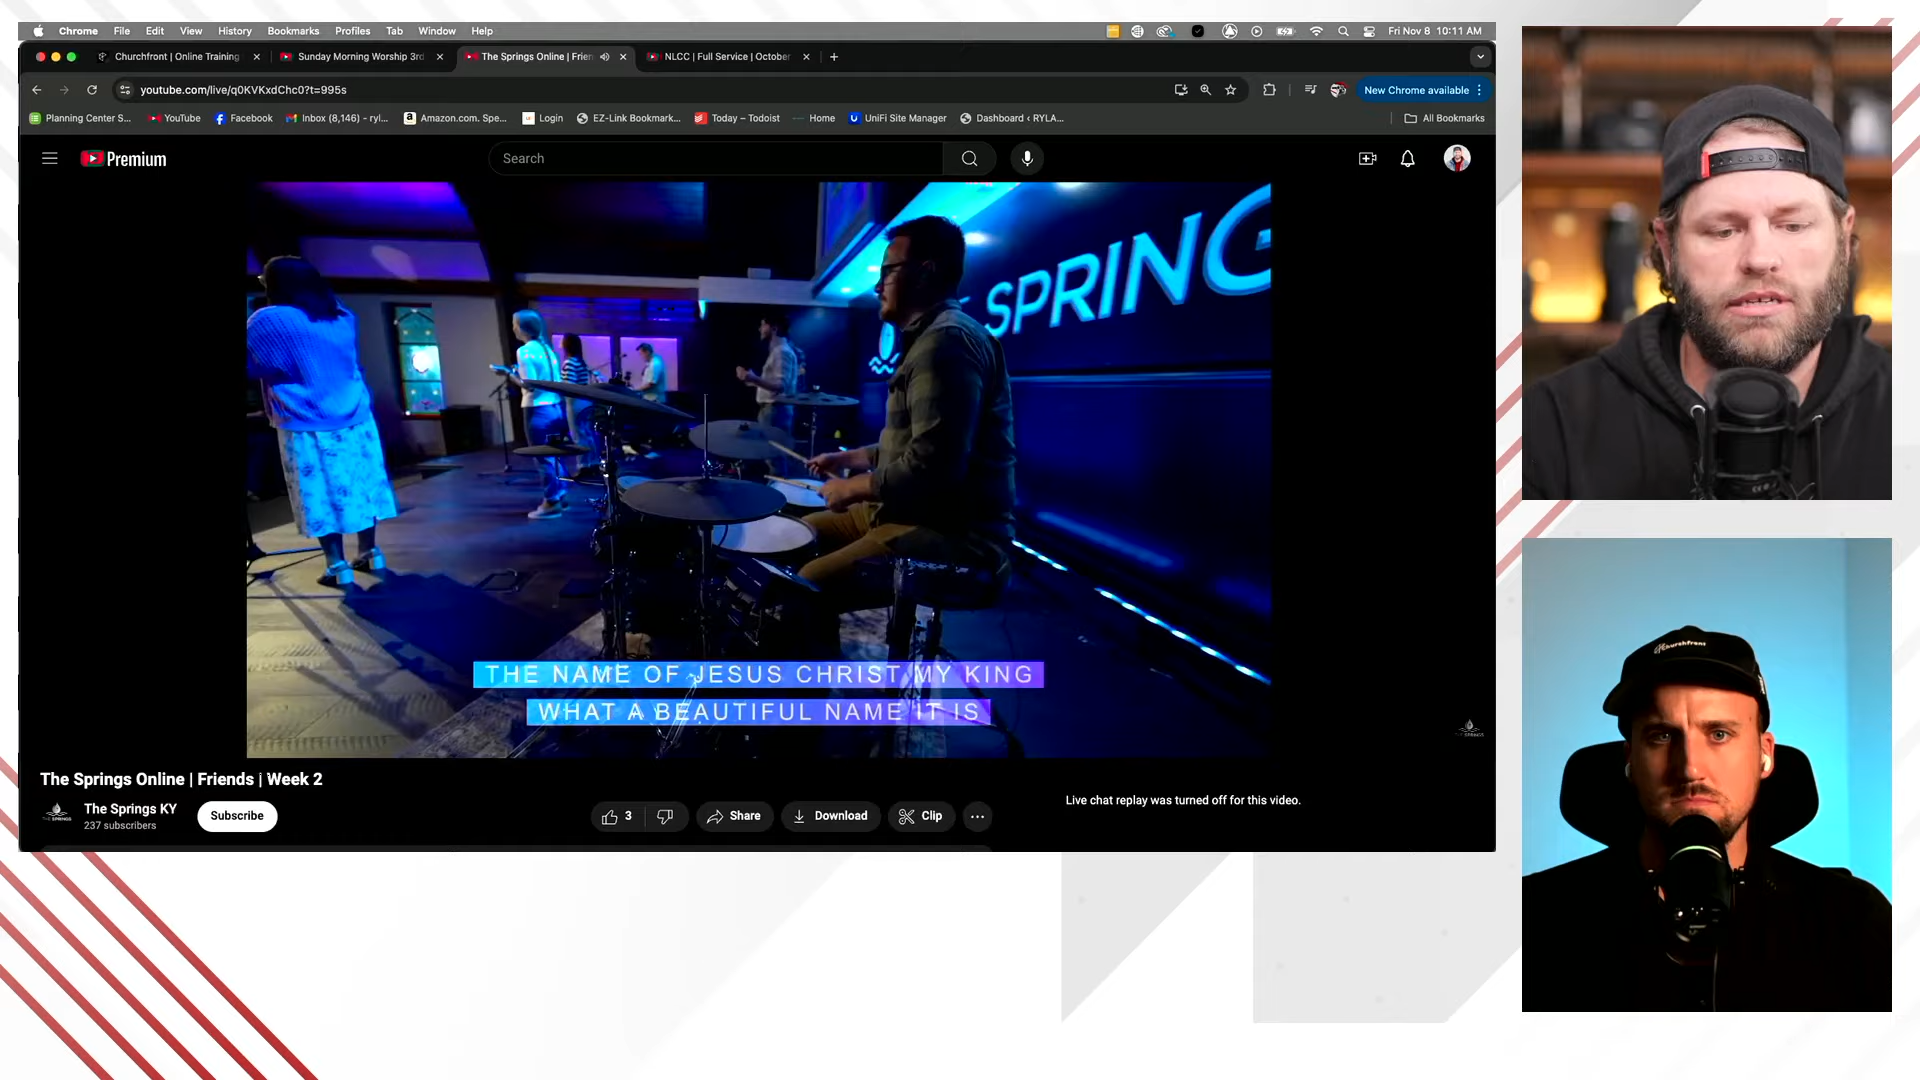 Chrome File Edit View History Bookmarks Profiles Tab Window Help Fri Nov 8 10:11 AM
Churchfront | Online Training Sunday Morning Worship 3rd The Springs Online | Frien NLCC | Full Service | October
youtube.com/live/q0KVKxdChc0?t=995s New Chrome available
Planning Center S... YouTube Facebook Inbox (8,146) – ryl... Amazon.com. Spe... Login EZ-Link Bookmark... Today – Todoist Home UniFi Site Manager Dashboard ‹ RYLA... All Bookmarks
Premium Search
SPRING
THE NAME OF JESUS CHRIST MY KING
WHAT A BEAUTIFUL NAME IT IS
The Springs Online | Friends | Week 2
The Springs KY
237 subscribers
Subscribe 3 Share Download Clip
Live chat replay was turned off for this video.
Churchfront